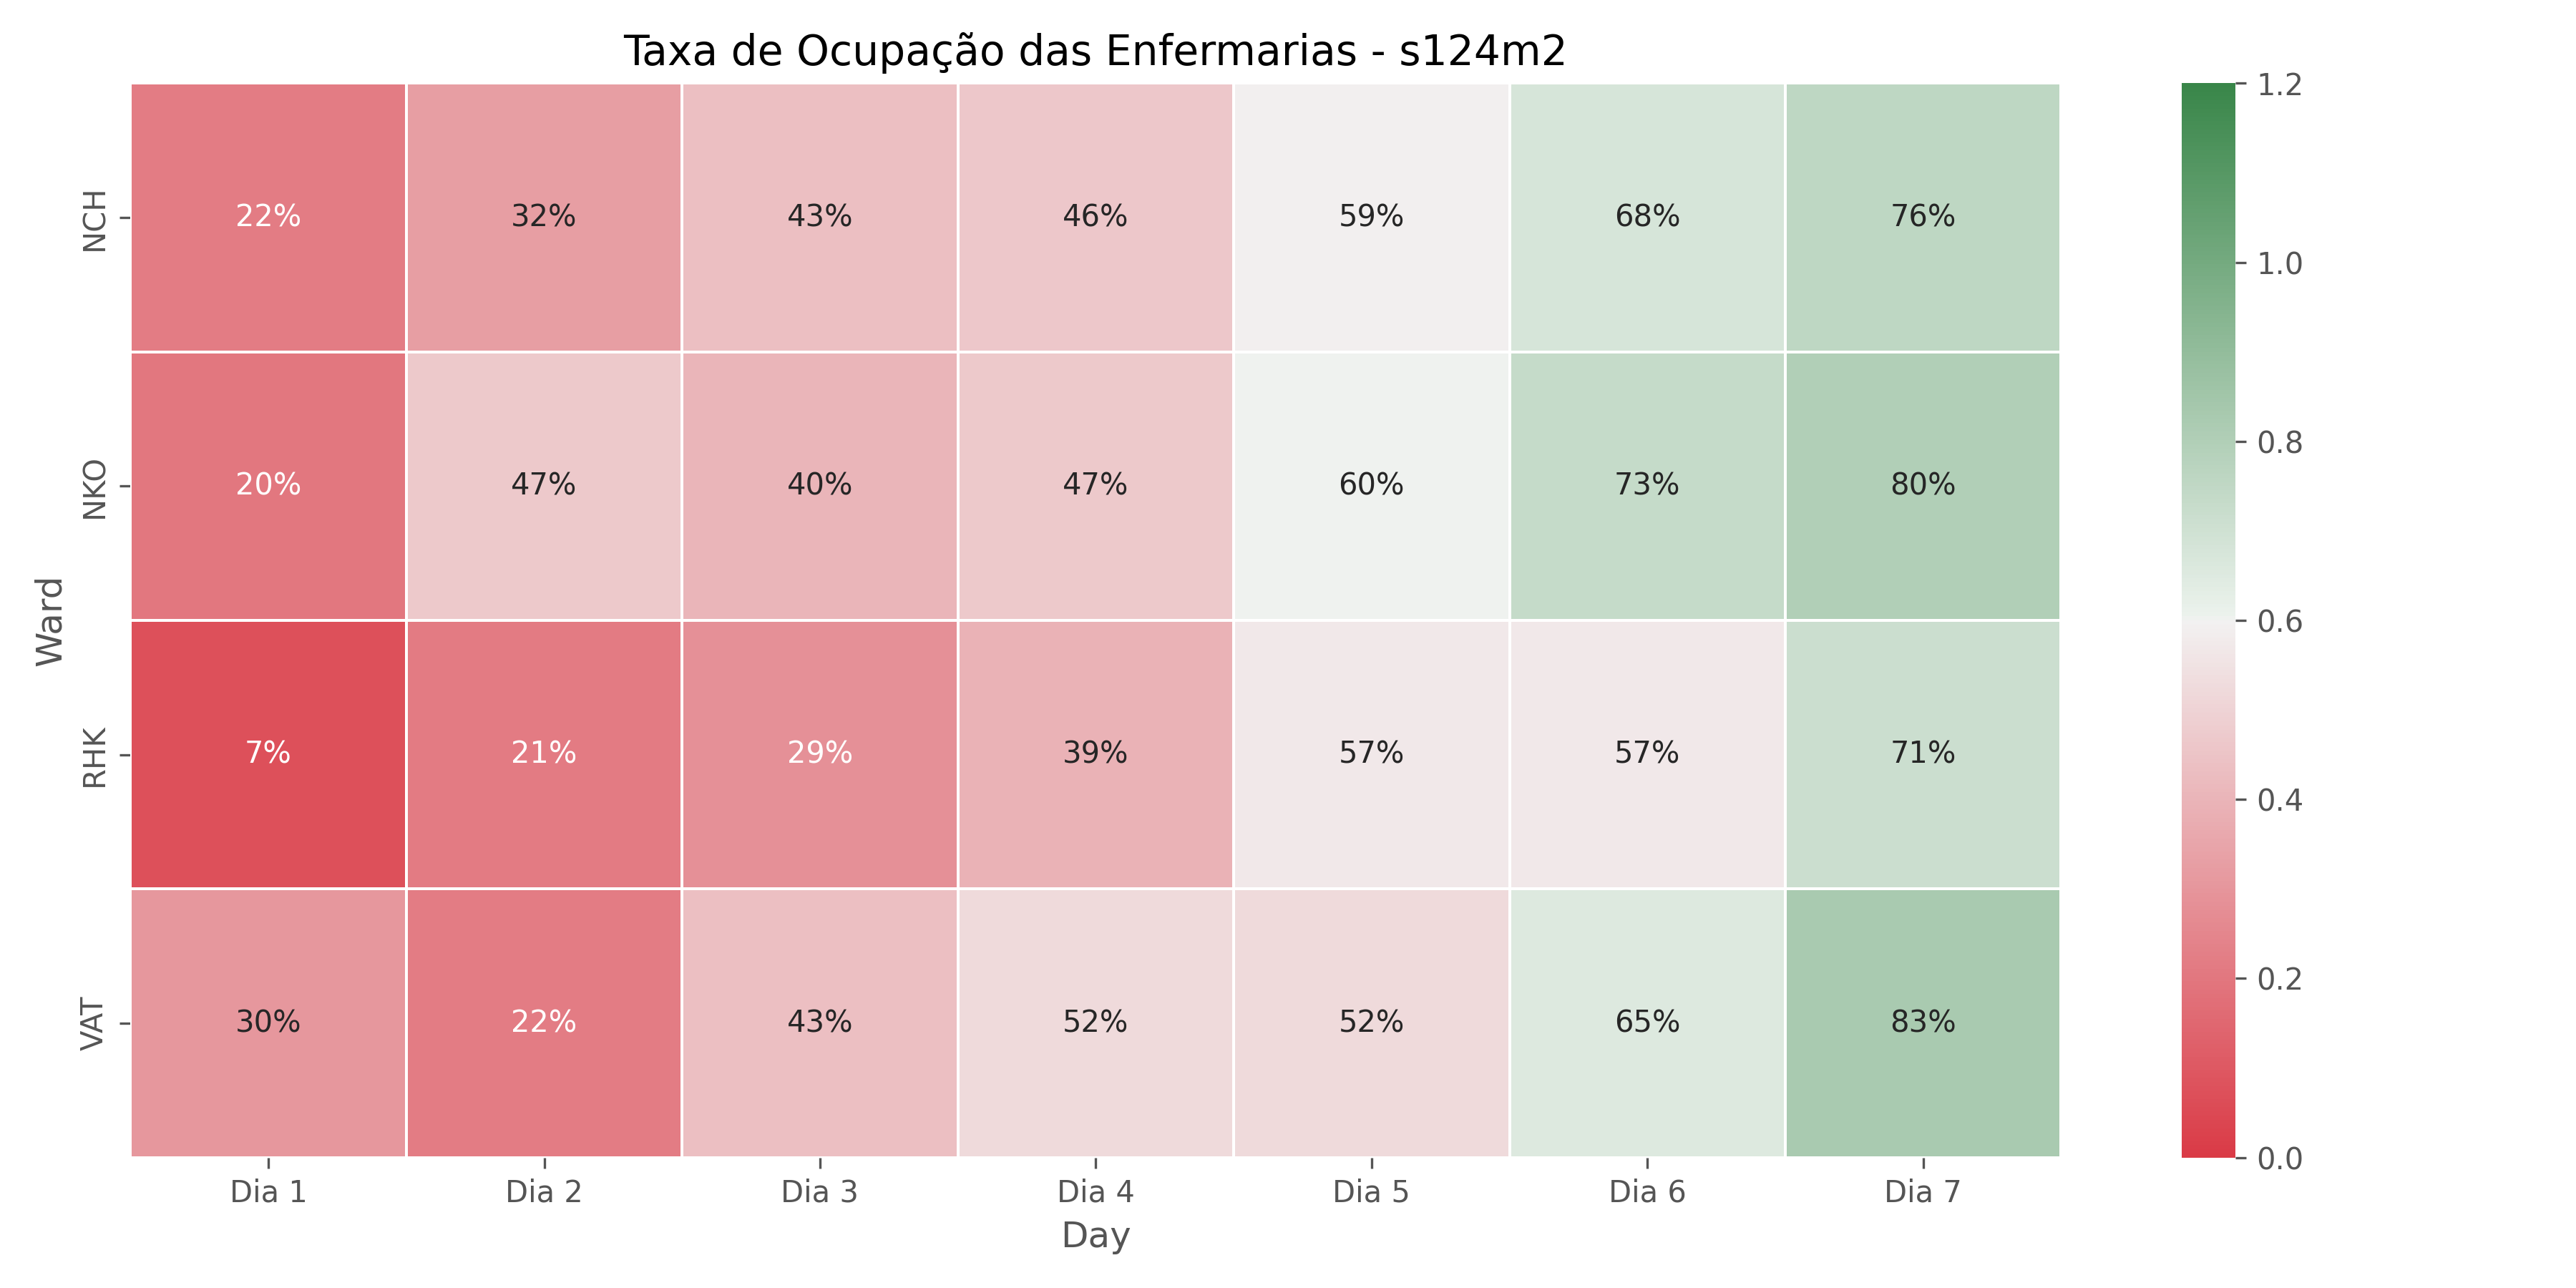 Taxa de Ocupação das Enfermarias - s124m2
Ward
NCH
22% 32% 43% 46% 59% 68% 76%
NKO
20% 47% 40% 47% 60% 73% 80%
RHK
7% 21% 29% 39% 57% 57% 71%
VAT
30% 22% 43% 52% 52% 65% 83%
Dia 1 Dia 2 Dia 3 Dia 4 Dia 5 Dia 6 Dia 7
Day
1.2
1.0
0.8
0.6
0.4
0.2
0.0